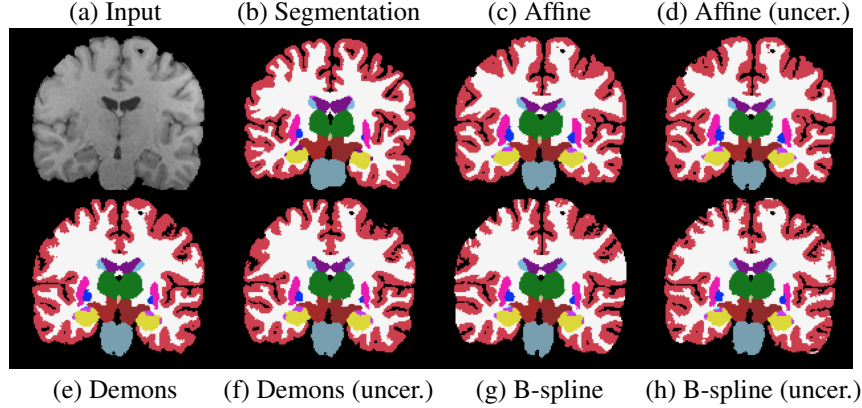 (a) Input (b) Segmentation (c) Affine (d) Affine (uncer.)
(e) Demons (f) Demons (uncer.) (g) B-spline (h) B-spline (uncer.)